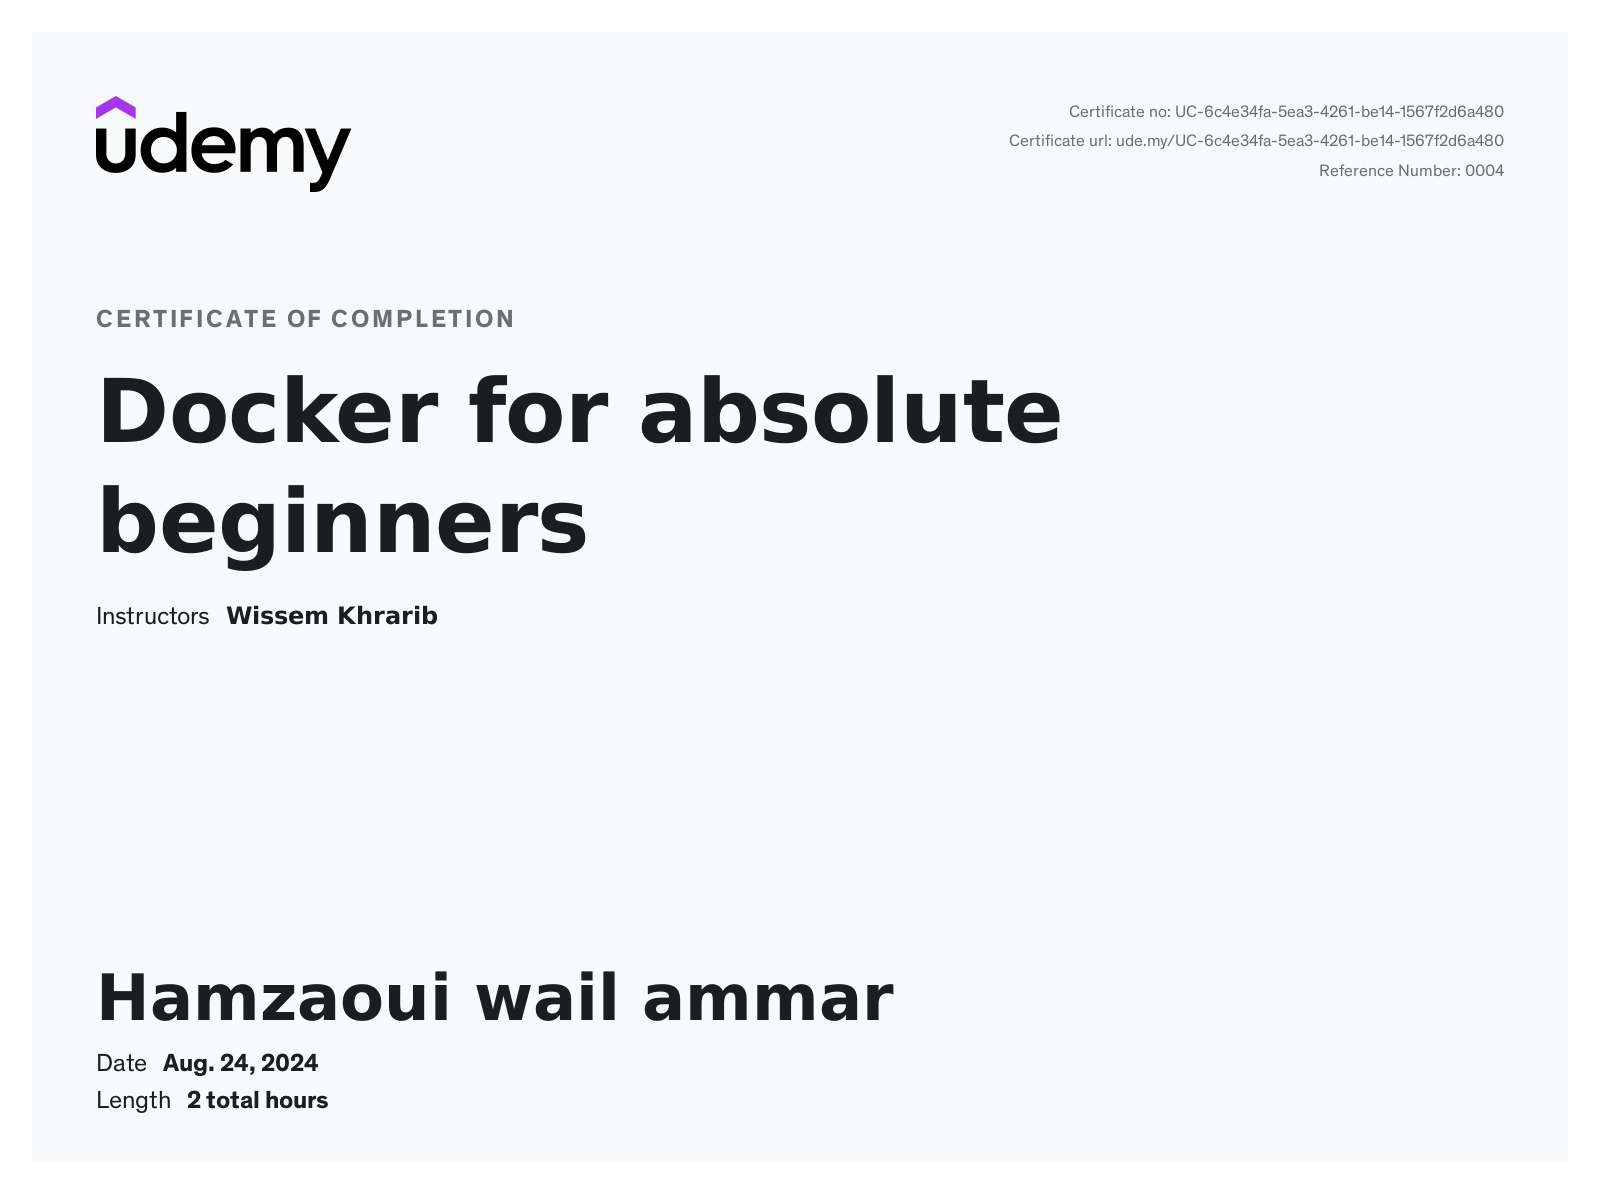 udemy
Certificate no: UC-6c4e34fa-5ea3-4261-be14-1567f2d6a480
Certificate url: ude.my/UC-6c4e34fa-5ea3-4261-be14-1567f2d6a480
Reference Number: 0004
CERTIFICATE OF COMPLETION
Docker for absolute
beginners
Instructors Wissem Khrarib
Hamzaoui wail ammar
Date Aug. 24, 2024
Length 2 total hours